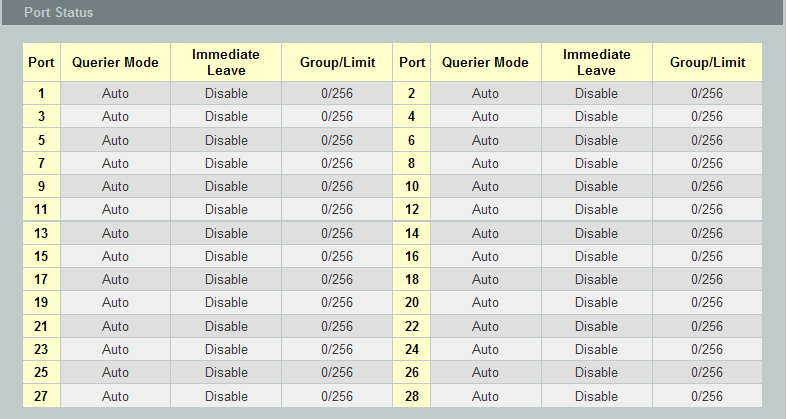 Port Status
Port Querier Mode Immediate Leave Group/Limit Port Querier Mode Immediate Leave Group/Limit
1 Auto Disable 0/256 2 Auto Disable 0/256
3 Auto Disable 0/256 4 Auto Disable 0/256
5 Auto Disable 0/256 6 Auto Disable 0/256
7 Auto Disable 0/256 8 Auto Disable 0/256
9 Auto Disable 0/256 10 Auto Disable 0/256
11 Auto Disable 0/256 12 Auto Disable 0/256
13 Auto Disable 0/256 14 Auto Disable 0/256
15 Auto Disable 0/256 16 Auto Disable 0/256
17 Auto Disable 0/256 18 Auto Disable 0/256
19 Auto Disable 0/256 20 Auto Disable 0/256
21 Auto Disable 0/256 22 Auto Disable 0/256
23 Auto Disable 0/256 24 Auto Disable 0/256
25 Auto Disable 0/256 26 Auto Disable 0/256
27 Auto Disable 0/256 28 Auto Disable 0/256